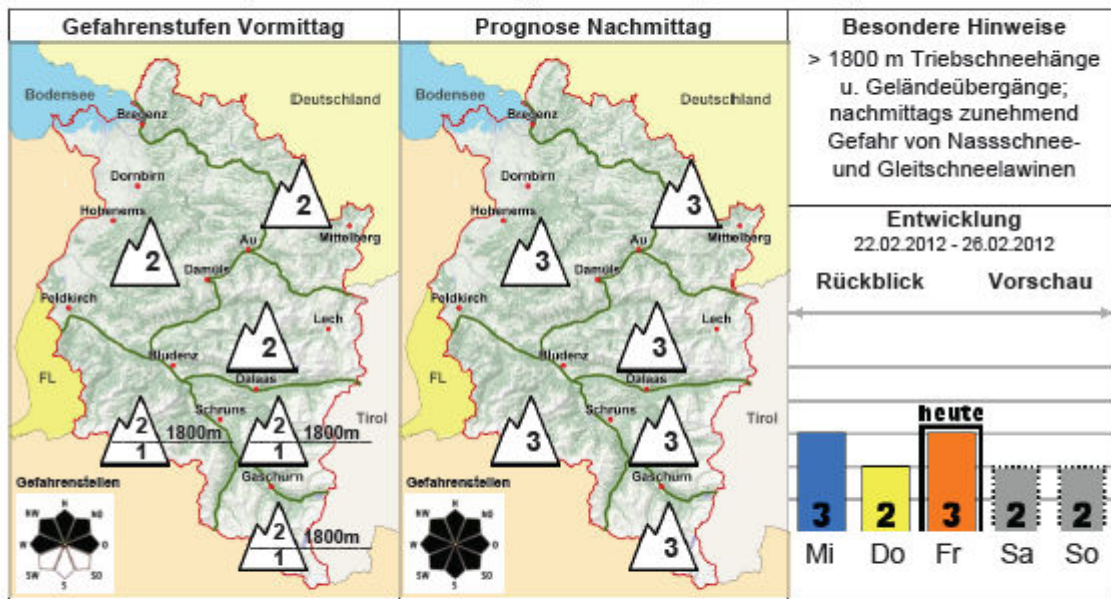 Gefahrenstufen Vormittag
Bodensee
Deutschland
Bregenz
Dornbirn
2
Hohenems
Mittelberg
Au
2
Damüls
Feldkirch
Lech
2
Bludenz
FL
Dalaas
Schruns
Tirol
2
1800m
1
2
1800m
1
Gaschurn
Gefahrenstellen
N
NW
NO
W
O
SW
SO
S
2
1800m
1
Prognose Nachmittag
Bodensee
Deutschland
Bregenz
Dornbirn
3
Hohenems
Mittelberg
Au
3
Damüls
Feldkirch
Lech
3
Bludenz
FL
Dalaas
Schruns
Tirol
3
3
Gaschurn
Gefahrenstellen
N
NW
NO
W
O
SW
SO
S
3
Besondere Hinweise
> 1800 m Triebschneehänge
u. Geländeübergänge;
nachmittags zunehmend
Gefahr von Nassschnee-
und Gleitschneelawinen
Entwicklung
22.02.2012 - 26.02.2012
Rückblick Vorschau
heute
3 2 3 2 2
Mi Do Fr Sa So